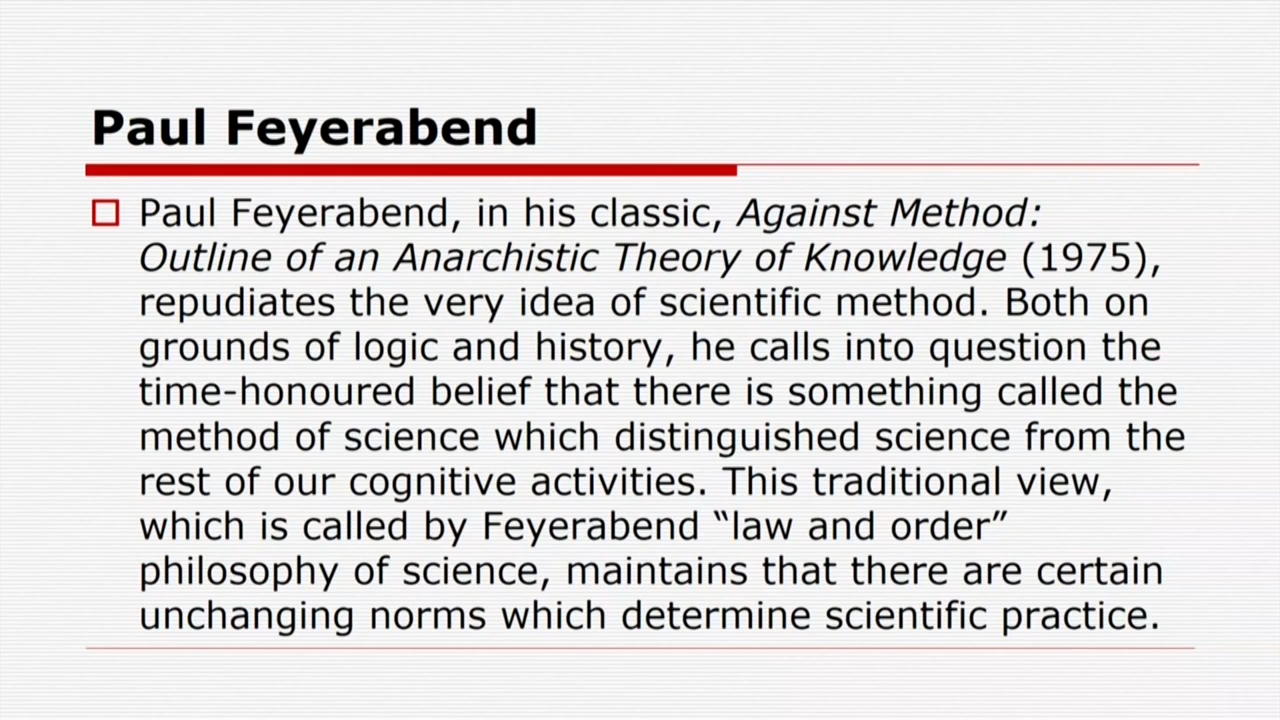 Paul Feyerabend
Paul Feyerabend, in his classic, Against Method:
Outline of an Anarchistic Theory of Knowledge (1975),
repudiates the very idea of scientific method. Both on
grounds of logic and history, he calls into question the
time-honoured belief that there is something called the
method of science which distinguished science from the
rest of our cognitive activities. This traditional view,
which is called by Feyerabend “law and order”
philosophy of science, maintains that there are certain
unchanging norms which determine scientific practice.